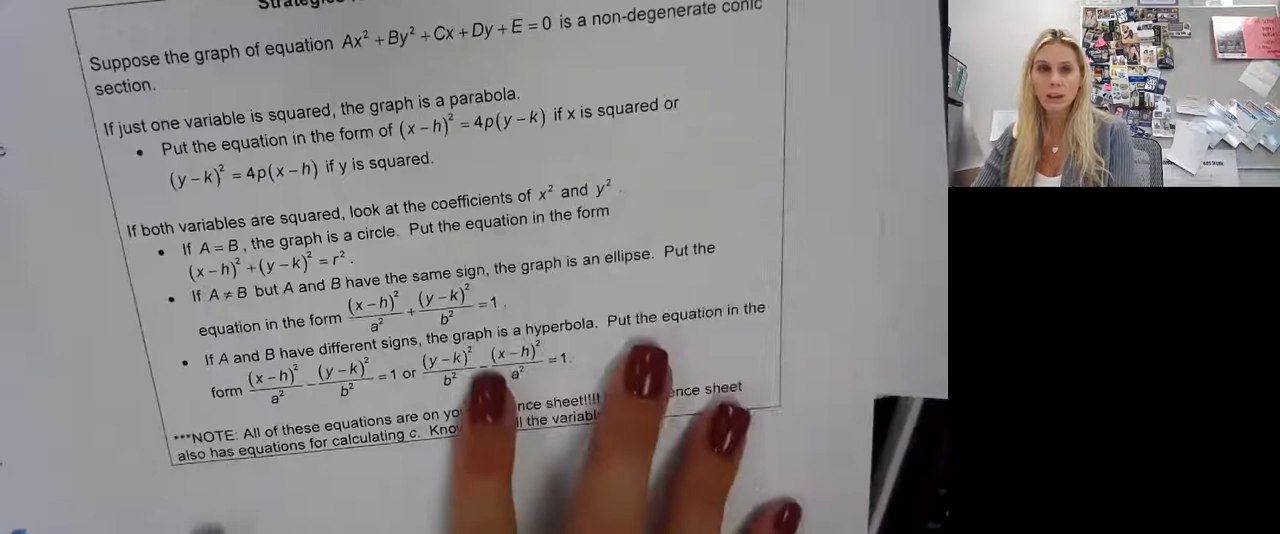 Strategies
Suppose the graph of equation Ax² + By² + Cx + Dy + E = 0 is a non-degenerate conic
section.
If just one variable is squared, the graph is a parabola.
• Put the equation in the form of (x − h)² = 4p(y − k) if x is squared or
(y − k)² = 4p(x − h) if y is squared.
If both variables are squared, look at the coefficients of x² and y².
• If A = B, the graph is a circle. Put the equation in the form
(x − h)² + (y − k)² = r².
• If A ≠ B but A and B have the same sign, the graph is an ellipse. Put the
equation in the form (x − h)²/a² + (y − k)²/b² = 1.
• If A and B have different signs, the graph is a hyperbola. Put the equation in the
form (x − h)²/a² − (y − k)²/b² = 1 or (y − k)²/b² − (x − h)²/a² = 1.
***NOTE: All of these equations are on sheet!!!! sheet
also has equations for calculating c. the